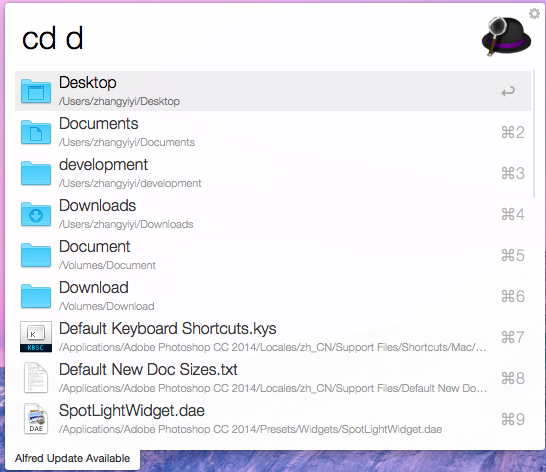 cd d
Desktop
/Users/zhangyiyi/Desktop
↩
Documents
/Users/zhangyiyi/Documents
⌘2
development
/Users/zhangyiyi/development
⌘3
Downloads
/Users/zhangyiyi/Downloads
⌘4
Document
/Volumes/Document
⌘5
Download
/Volumes/Download
⌘6
K
KBSC
Default Keyboard Shortcuts.kys
/Applications/Adobe Photoshop CC 2014/Locales/zh_CN/Support Files/Shortcuts/Mac/…
⌘7
Default New Doc Sizes.txt
/Applications/Adobe Photoshop CC 2014/Locales/zh_CN/Support Files/Default New Do…
⌘8
DAE
SpotLightWidget.dae
/Applications/Adobe Photoshop CC 2014/Presets/Widgets/SpotLightWidget.dae
⌘9
Alfred Update Available